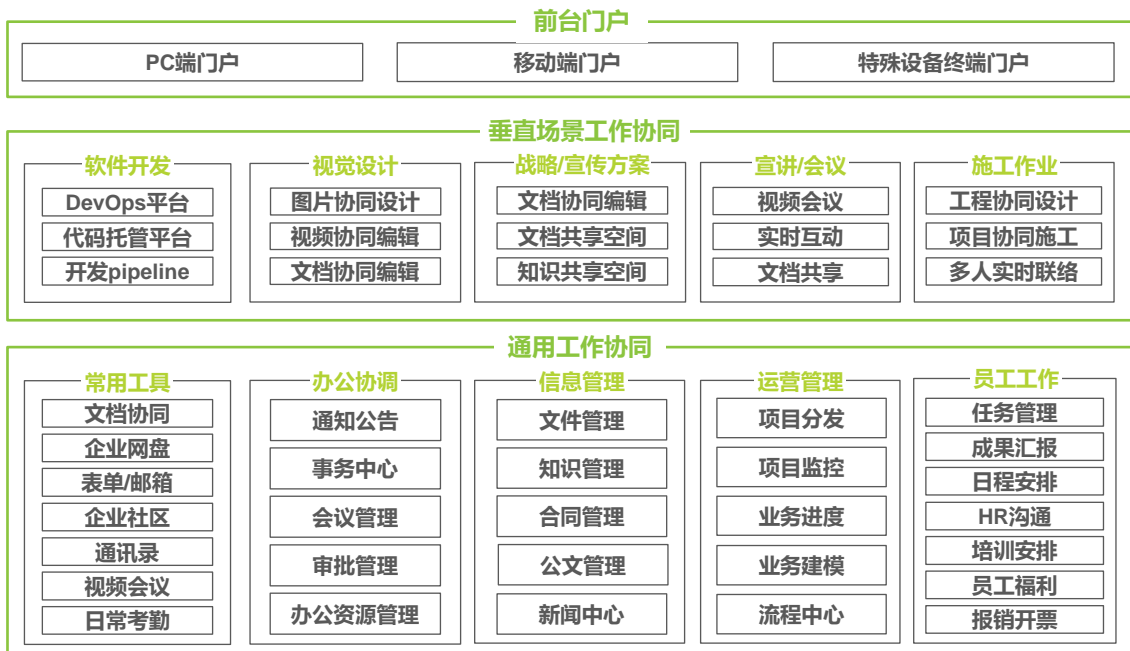 前台门户
PC端门户
移动端门户
特殊设备终端门户
垂直场景工作协同
软件开发
DevOps平台
代码托管平台
开发pipeline
视觉设计
图片协同设计
视频协同编辑
文档协同编辑
战略/宣传方案
文档协同编辑
文档共享空间
知识共享空间
宣讲/会议
视频会议
实时互动
文档共享
施工作业
工程协同设计
项目协同施工
多人实时联络
通用工作协同
常用工具
文档协同
企业网盘
表单/邮箱
企业社区
通讯录
视频会议
日常考勤
办公协调
通知公告
事务中心
会议管理
审批管理
办公资源管理
信息管理
文件管理
知识管理
合同管理
公文管理
新闻中心
运营管理
项目分发
项目监控
业务进度
业务建模
流程中心
员工工作
任务管理
成果汇报
日程安排
HR沟通
培训安排
员工福利
报销开票